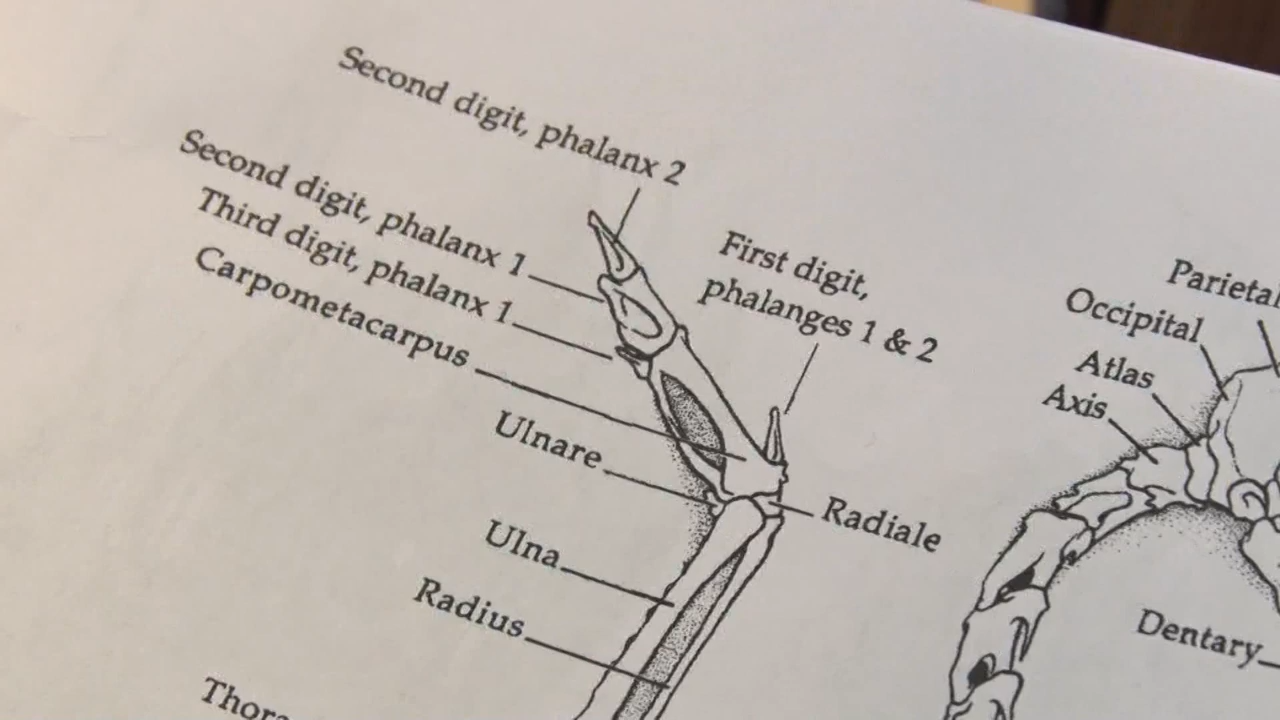 Second digit, phalanx 2
Second digit, phalanx 1
Third digit, phalanx 1
Carpometacarpus
First digit,
phalanges 1 & 2
Ulnare
Radiale
Ulna
Radius
Parietal
Occipital
Atlas
Axis
Dentary